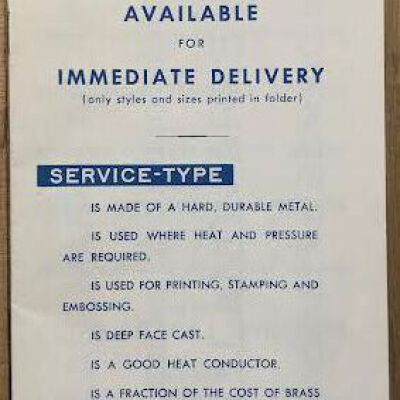 AVAILABLE
FOR
IMMEDIATE DELIVERY
(only styles and sizes printed in folder)
SERVICE-TYPE
IS MADE OF A HARD, DURABLE METAL.
IS USED WHERE HEAT AND PRESSURE
ARE REQUIRED.
IS USED FOR PRINTING, STAMPING AND
EMBOSSING.
IS DEEP FACE CAST.
IS A GOOD HEAT CONDUCTOR.
IS A FRACTION OF THE COST OF BRASS